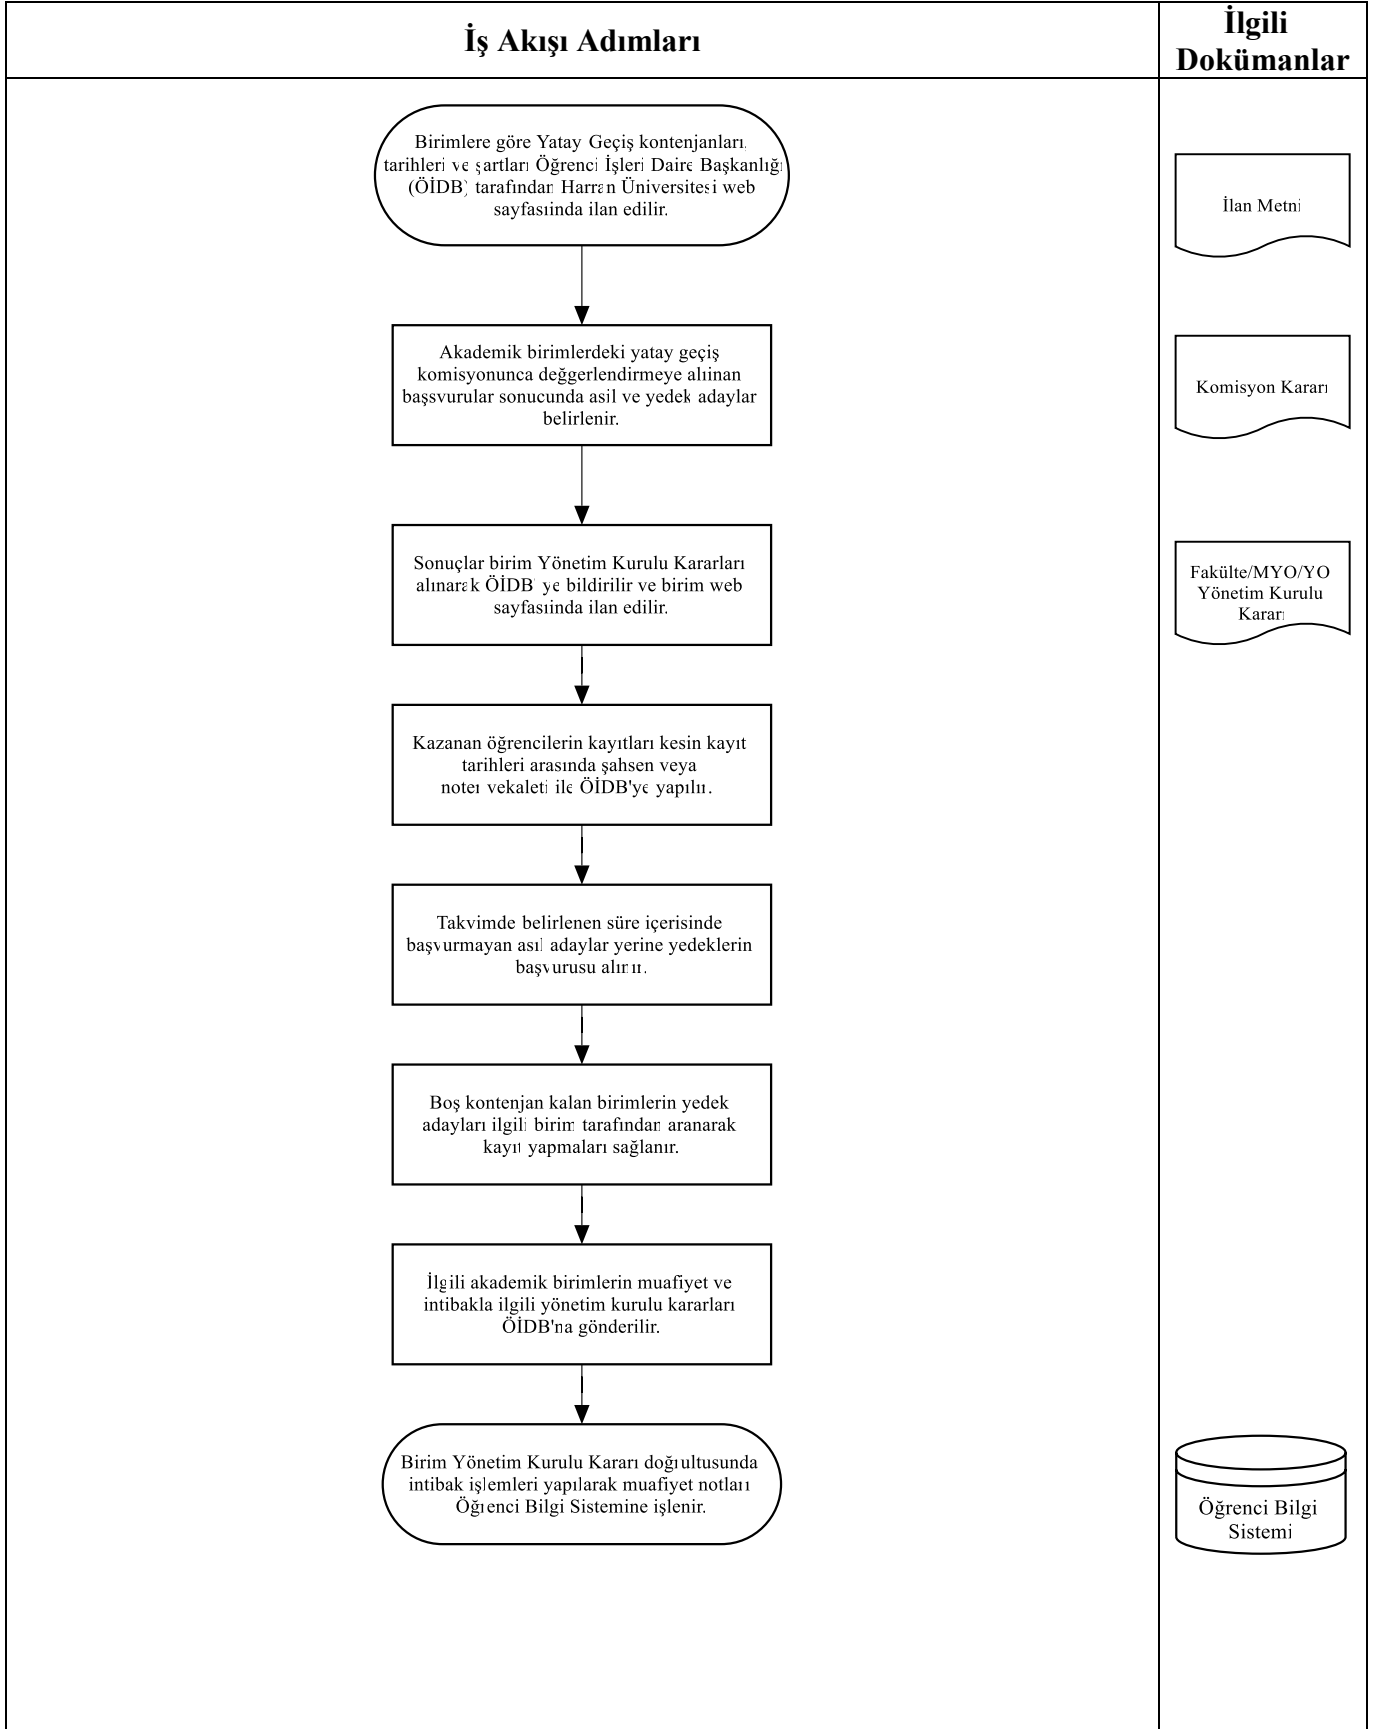 İş Akışı Adımları
İlgili
Dokümanlar
Birimlere göre Yatay Geçiş kontenjanları,
tarihleri ve şartları Öğrenci İşleri Daire Başkanlığı
(ÖİDB) tarafından Harran Üniversitesi web
sayfasıında ilan edilir.
İlan Metni
Akademik birimlerdeki yatay geçiş
komisyonunca değgerlendirmeye alıinan
başsvurular sonucunda asil ve yedek adaylar
belirlenir.
Komisyon Kararı
Sonuçlar birim Yönetim Kurulu Kararları
alınarak ÖİDB' ye bildirilir ve birim web
sayfasıinda ilan edilir.
Fakülte/MYO/YO
Yönetim Kurulu
Kararı
Kazanan öğrencilerin kayıtları kesin kayıt
tarihleri arasında şahsen veya
noter vekaleti ile ÖİDB'ye yapılır.
Takvimde belirlenen süre içerisinde
başvurmayan asıl adaylar yerine yedeklerin
başvurusu alınır.
Boş kontenjan kalan birimlerin yedek
adayları ilgili birim tarafından aranarak
kayıt yapmaları sağlanır.
İlgili akademik birimlerin muafiyet ve
intibakla ilgili yönetim kurulu kararları
ÖİDB'na gönderilir.
Birim Yönetim Kurulu Kararı doğrultusunda
intibak işlemleri yapılarak muafiyet notları
Öğrenci Bilgi Sistemine işlenir.
Öğrenci Bilgi
Sistemi